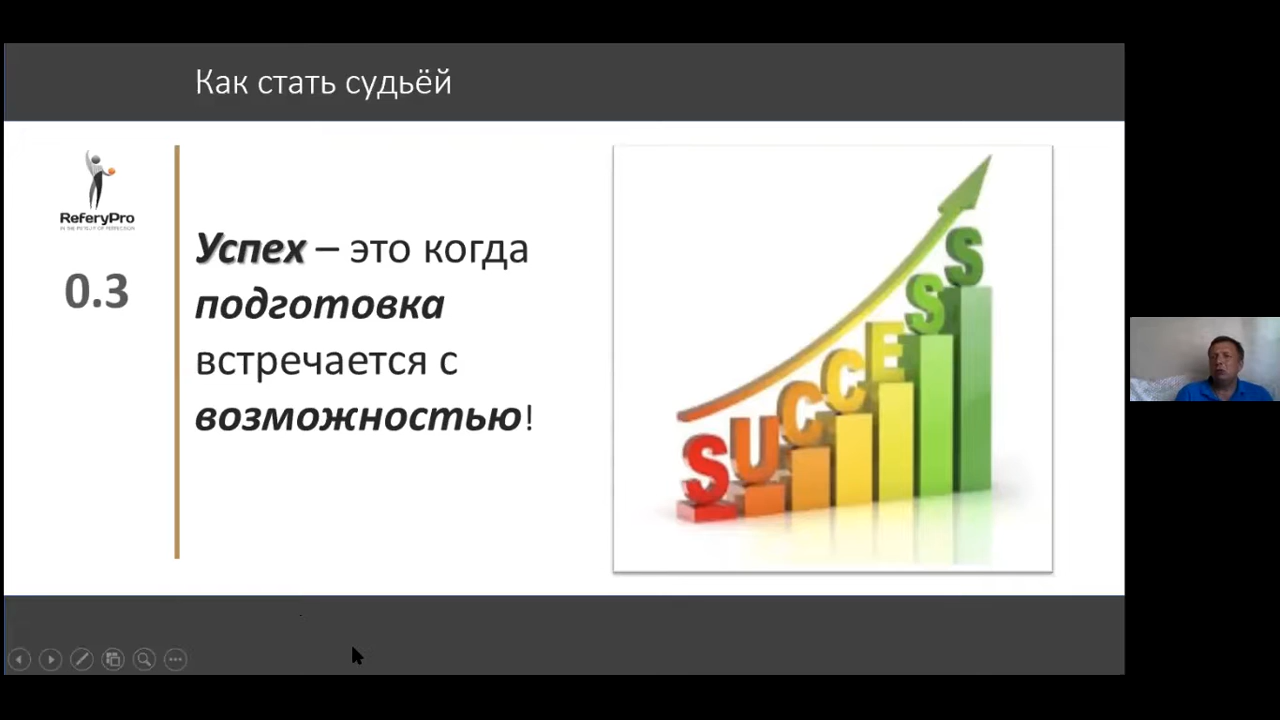 Как стать судьёй
ReferyPro
0.3
Успех – это когда
подготовка
встречается с
возможностью!
SUCCESS